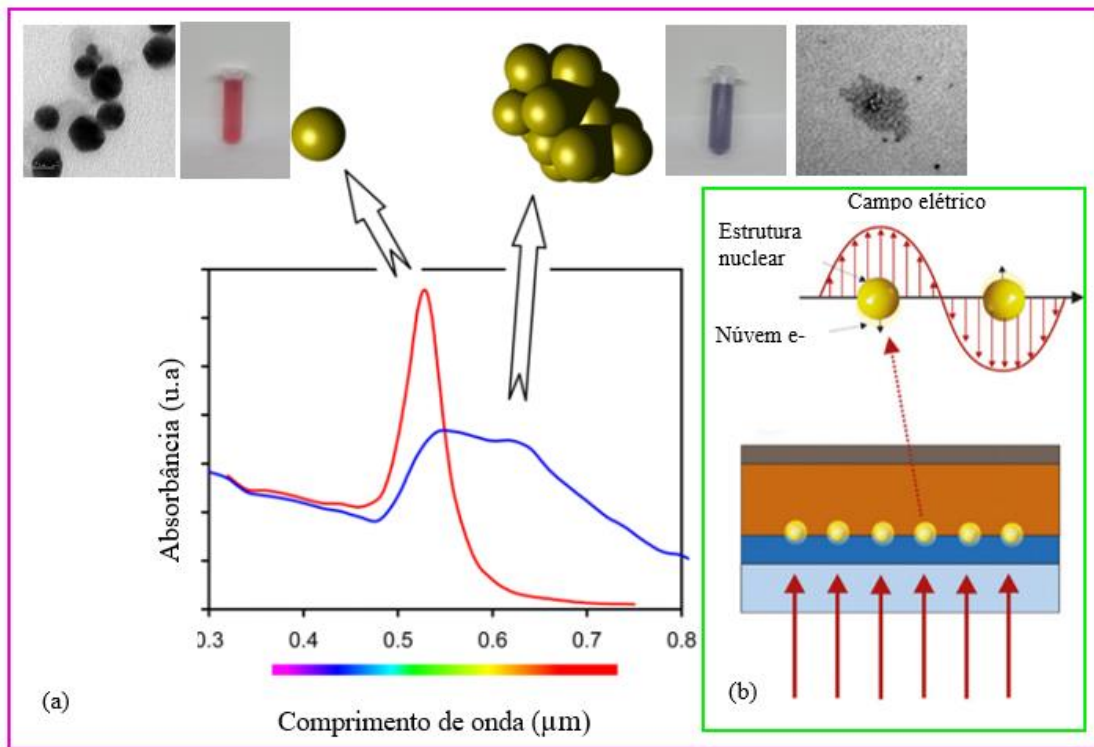 Campo elétrico
Estrutura
nuclear
Núvem e-
Absorbância (u.a)
0.3 0.4 0.5 0.6 0.7 0.8
(a)
Comprimento de onda (µm)
(b)